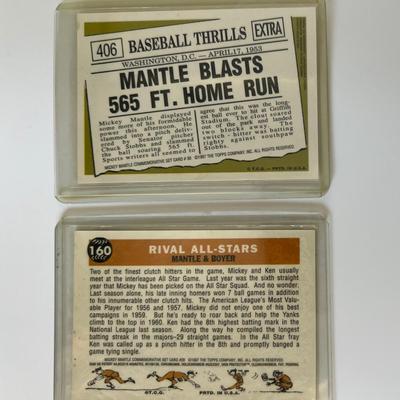 406
BASEBALL THRILLS
EXTRA
WASHINGTON, D.C. — APRIL 17, 1953
MANTLE BLASTS
565 FT. HOME RUN
Mickey Mantle displayed
some more of his formidable
power this afternoon. He
slammed into a pitch deliver-
ed by Senator pitcher
Chuck Stobbs and slammed
the ball soaring 565 ft.
Sports writers all seemed to
agree that this was the long-
est ball ever to hit at Griffith
Stadium. The clout soared
out of the park and landed
two blocks away. The
switch-hitter was batting
righty against southpaw
Stobbs.
©T.C.G. — PRTD. IN U.S.A.
160
RIVAL ALL-STARS
MANTLE & BOYER
Two of the finest clutch hitters in the game, Mickey and Ken usually
meet at the interleague All Star Game. Last year was the sixth straight
year that Mickey has been picked on the All Star Squad. And no wonder.
Last season alone, his late inning homers won 7 ball games in addition
to his innumerable other clutch hits. The American League's Most Valu-
able Player for 1956 and 1957, Mickey did not enjoy one of his best
campaigns in 1959. But he's ready to roar back and help the Yanks
climb to the top in 1960. Ken had the 8th highest batting mark in the
National League last season. Along the way he compiled the longest
batting streak in the majors-29 straight games. In the All Star fray
Ken was called up as a pinch hitter in the 8th and promptly banged a
game tying single.
©T.C.G. PRTD. IN U.S.A.